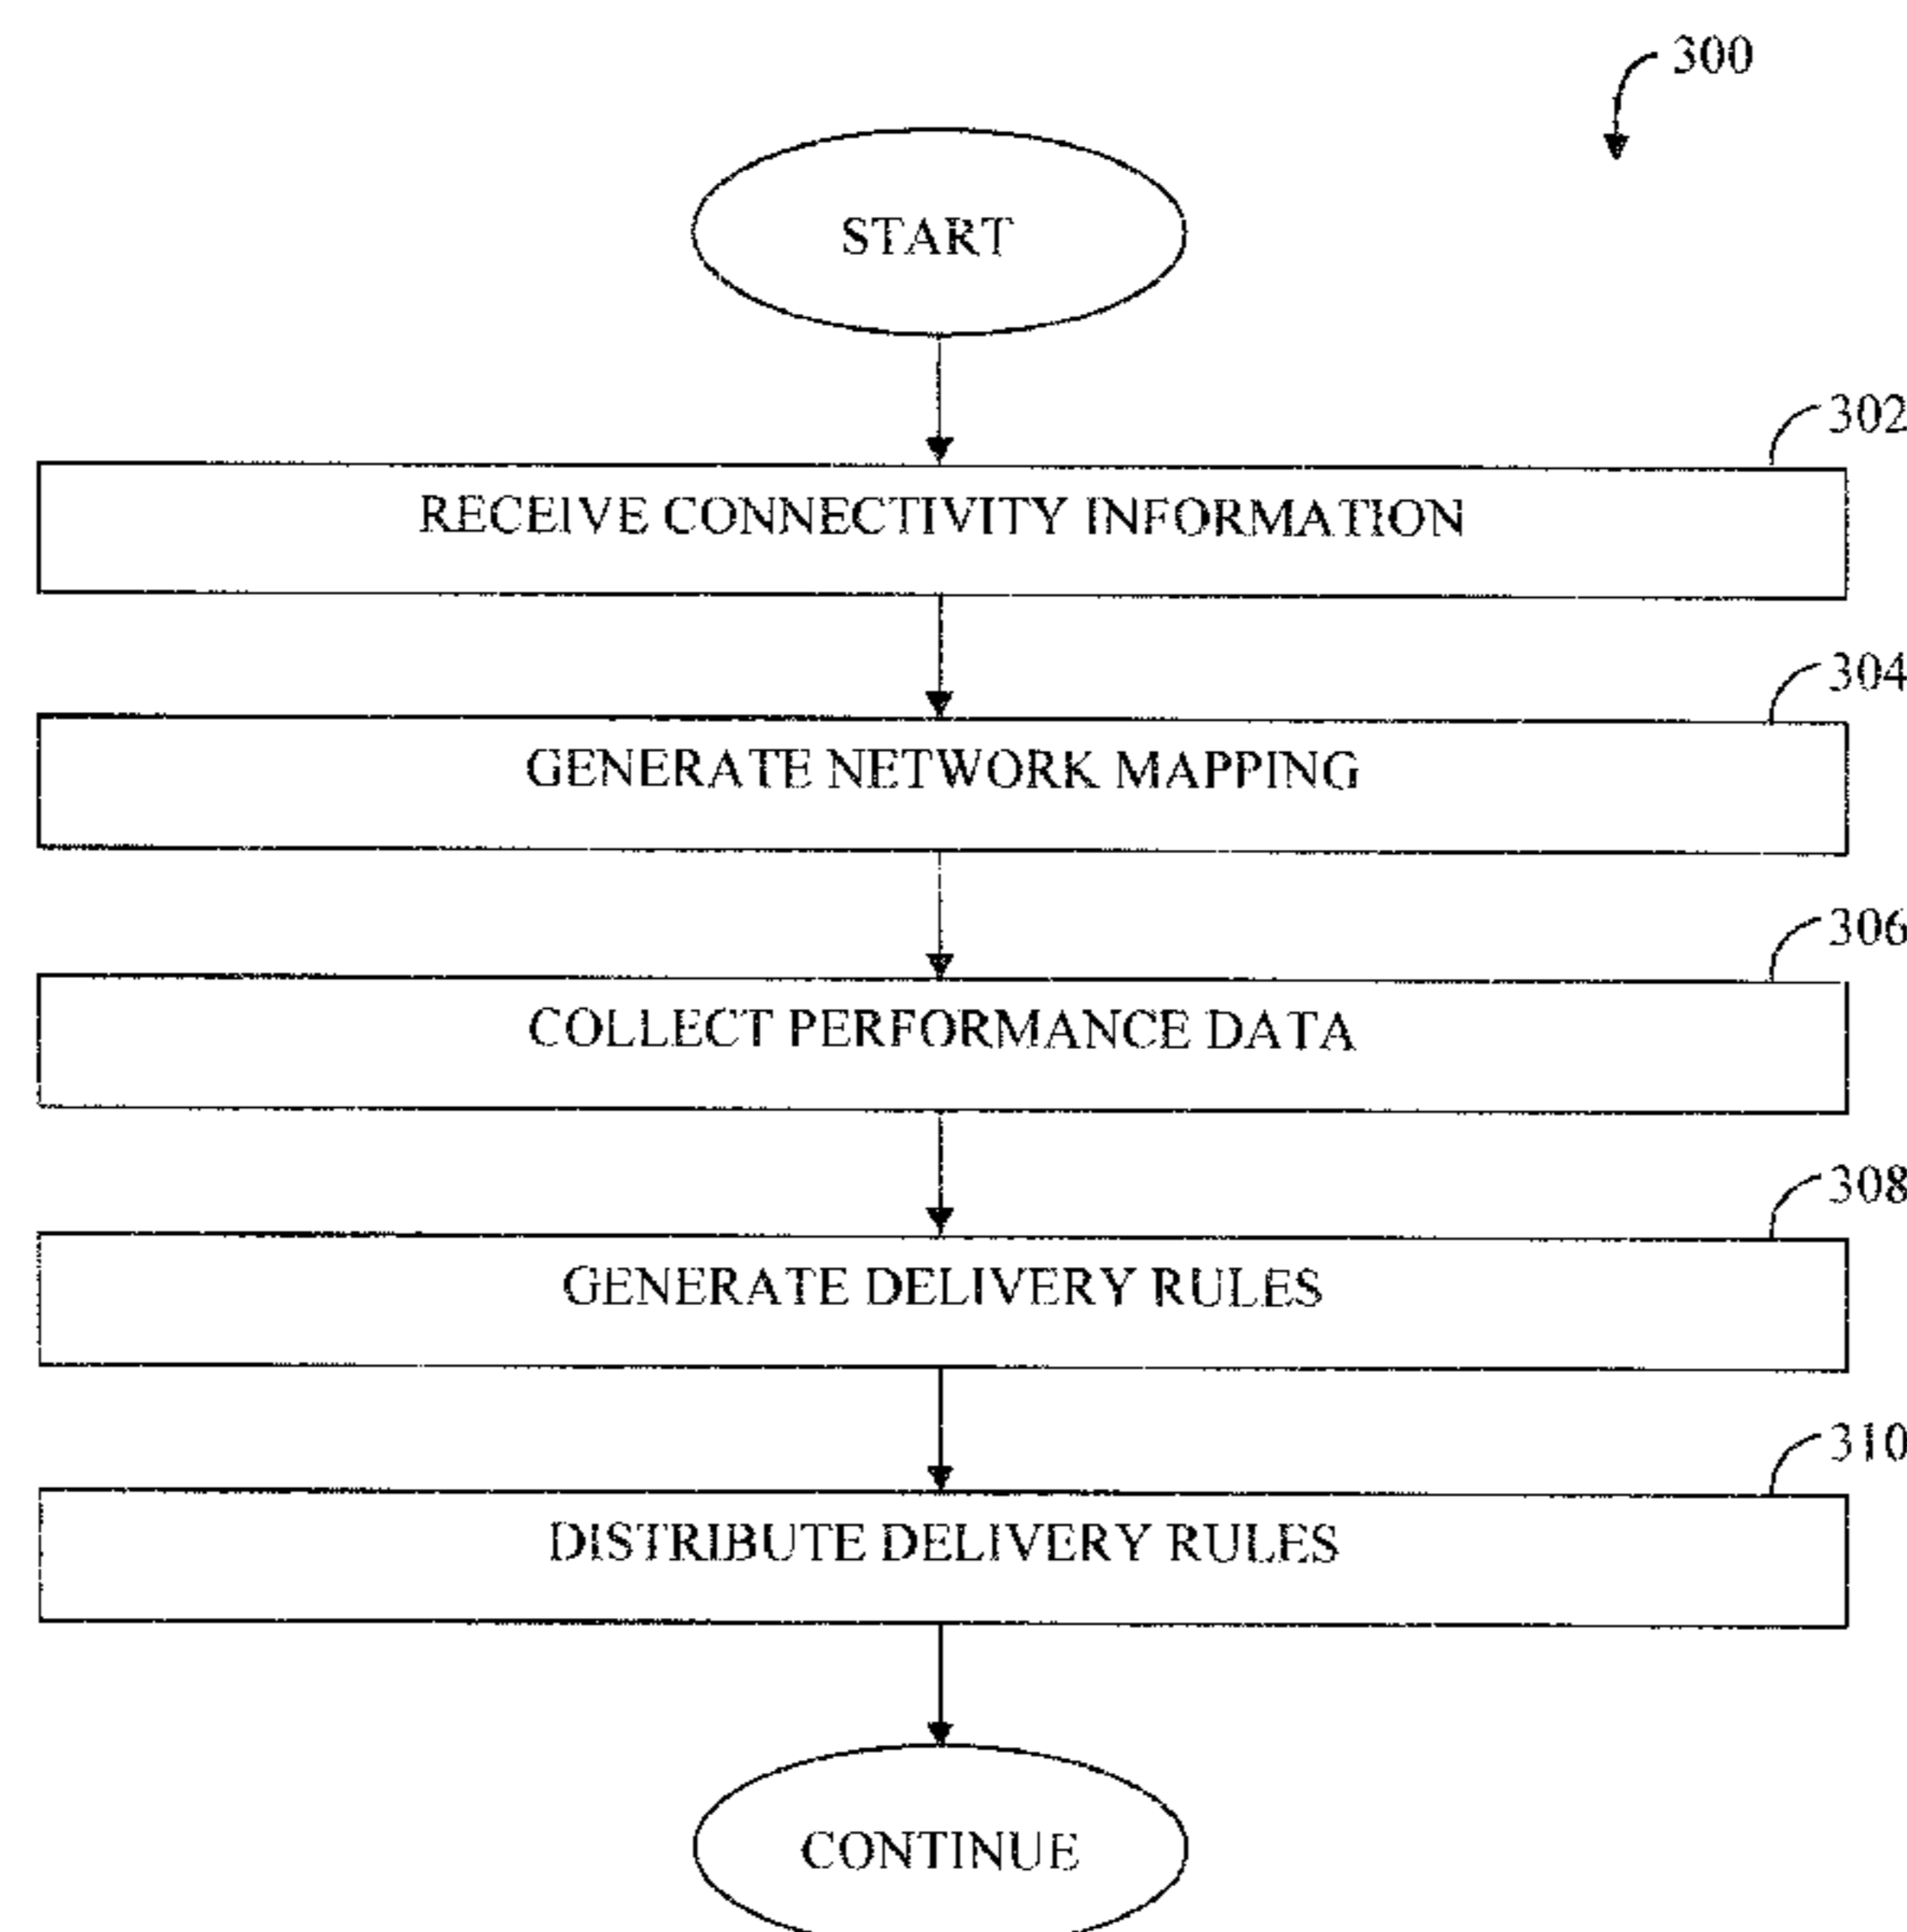 300
START
302
RECEIVE CONNECTIVITY INFORMATION
304
GENERATE NETWORK MAPPING
306
COLLECT PERFORMANCE DATA
308
GENERATE DELIVERY RULES
310
DISTRIBUTE DELIVERY RULES
CONTINUE